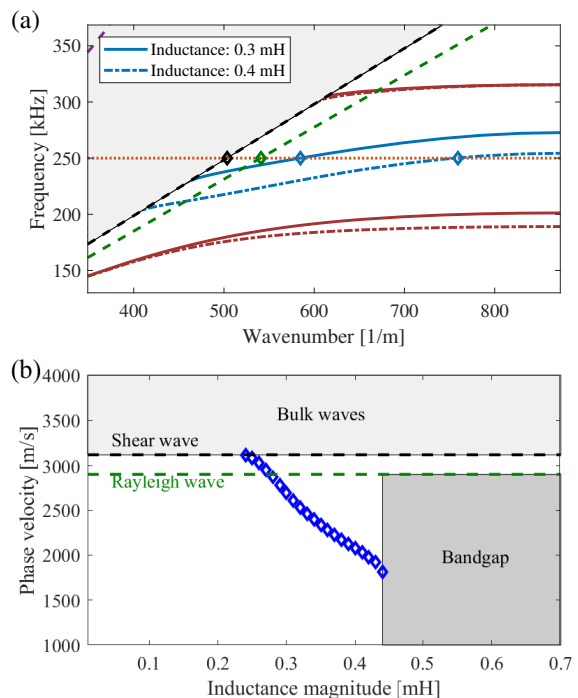 (a)
Inductance: 0.3 mH
Inductance: 0.4 mH
350
300
250
200
150
Frequency [kHz]
400
500
600
700
800
Wavenumber [1/m]
(b)
4000
3500
3000
2500
2000
1500
1000
Phase velocity [m/s]
Bulk waves
Shear wave
Rayleigh wave
Bandgap
0.1
0.2
0.3
0.4
0.5
0.6
0.7
Inductance magnitude [mH]